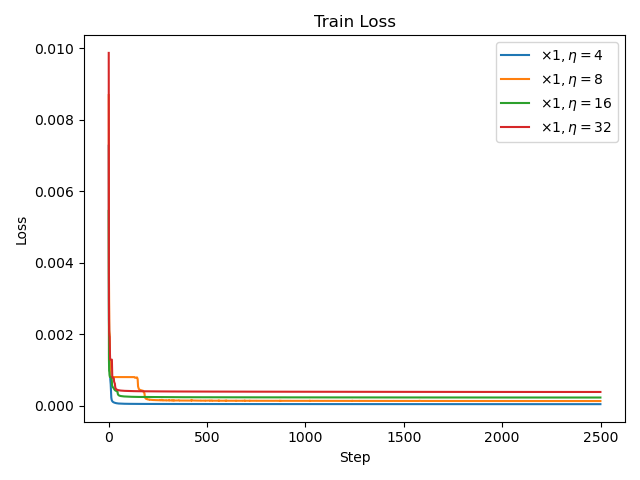 Train Loss
×1, η = 4
×1, η = 8
×1, η = 16
×1, η = 32
0.010
0.008
0.006
0.004
0.002
0.000
Loss
0 500 1000 1500 2000 2500
Step